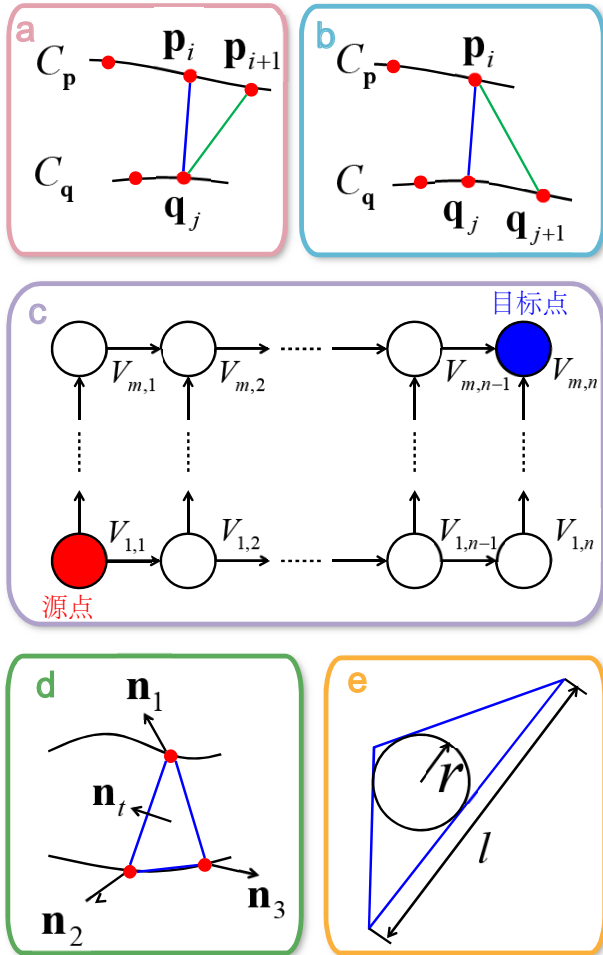 a
p_i
p_{i+1}
C_p
C_q
q_j
b
p_i
C_p
C_q
q_j
q_{j+1}
c
目标点
V_{m,1}
V_{m,2}
......
V_{m,n−1}
V_{m,n}
......
......
......
......
V_{1,1}
V_{1,2}
......
V_{1,n−1}
V_{1,n}
源点
d
n_1
n_t
n_2
n_3
e
r
l